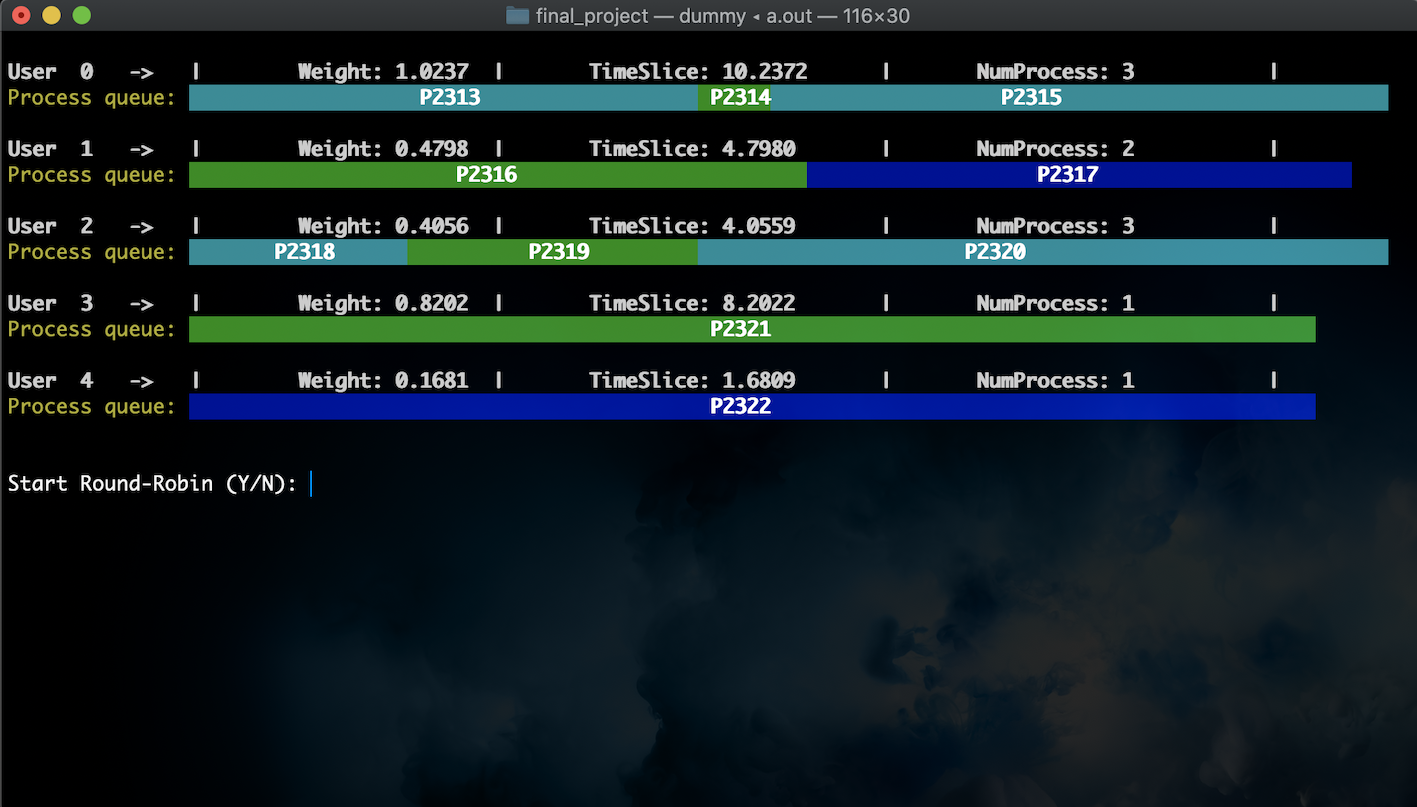 final_project — dummy ◂ a.out — 116×30
User  0   ->   |        Weight: 1.0237  |       TimeSlice: 10.2372      |       NumProcess: 3           |
Process queue: P2313 P2314 P2315
User  1   ->   |        Weight: 0.4798  |       TimeSlice: 4.7980       |       NumProcess: 2           |
Process queue: P2316 P2317
User  2   ->   |        Weight: 0.4056  |       TimeSlice: 4.0559       |       NumProcess: 3           |
Process queue: P2318 P2319 P2320
User  3   ->   |        Weight: 0.8202  |       TimeSlice: 8.2022       |       NumProcess: 1           |
Process queue: P2321
User  4   ->   |        Weight: 0.1681  |       TimeSlice: 1.6809       |       NumProcess: 1           |
Process queue: P2322
Start Round-Robin (Y/N):